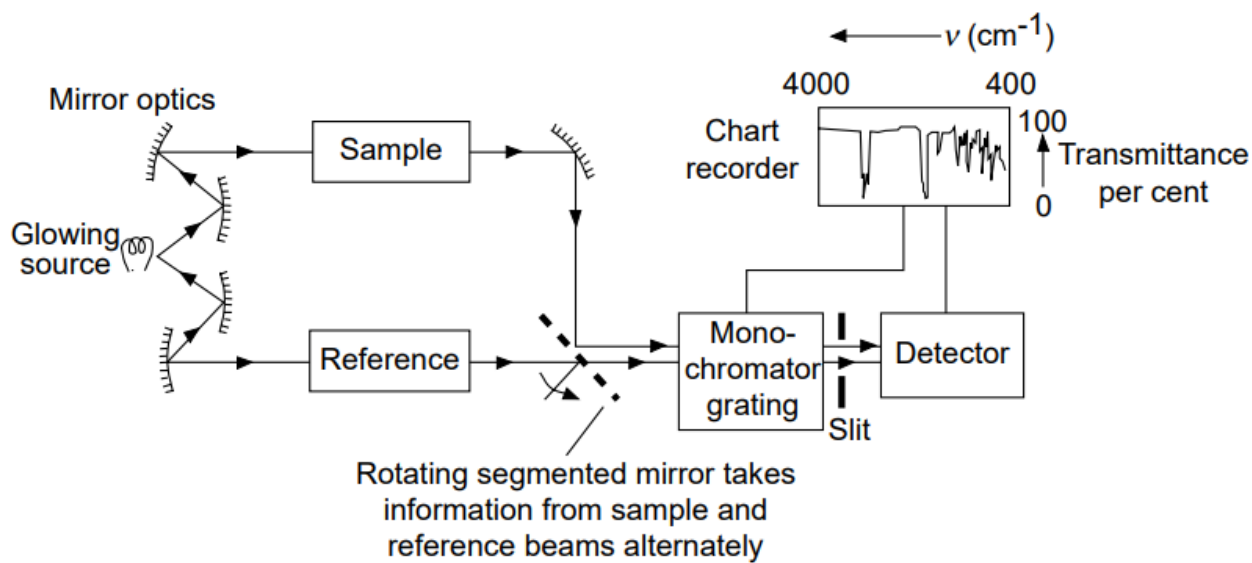 ν (cm⁻¹)
4000
400
Mirror optics
Sample
Chart
recorder
100
0
Transmittance
per cent
Glowing
source
Reference
Mono-
chromator
grating
Detector
Slit
Rotating segmented mirror takes
information from sample and
reference beams alternately